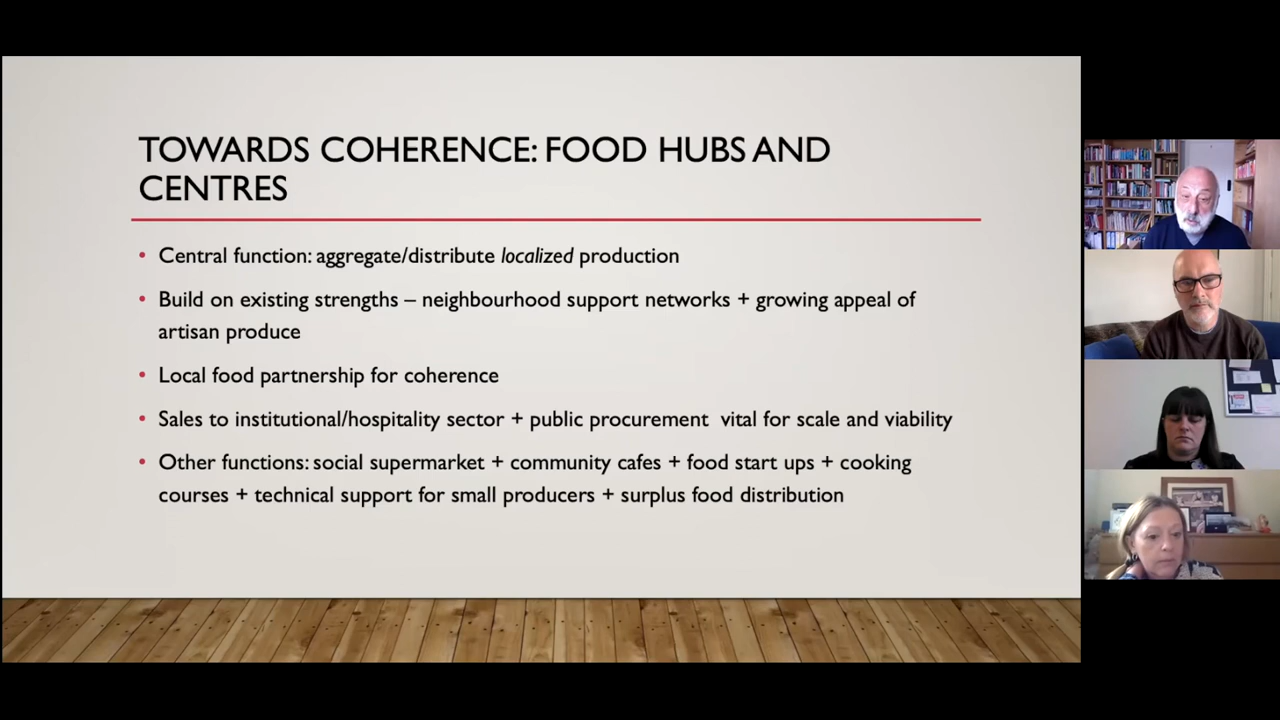 TOWARDS COHERENCE: FOOD HUBS AND
CENTRES
• Central function: aggregate/distribute localized production
• Build on existing strengths – neighbourhood support networks + growing appeal of
artisan produce
• Local food partnership for coherence
• Sales to institutional/hospitality sector + public procurement  vital for scale and viability
• Other functions: social supermarket + community cafes + food start ups + cooking
courses + technical support for small producers + surplus food distribution